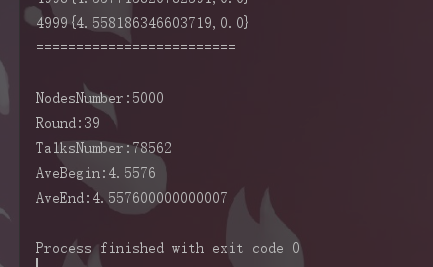 4999{4.558186346603719,0.0}
=========================
NodesNumber:5000
Round:39
TalksNumber:78562
AveBegin:4.5576
AveEnd:4.557600000000007
Process finished with exit code 0